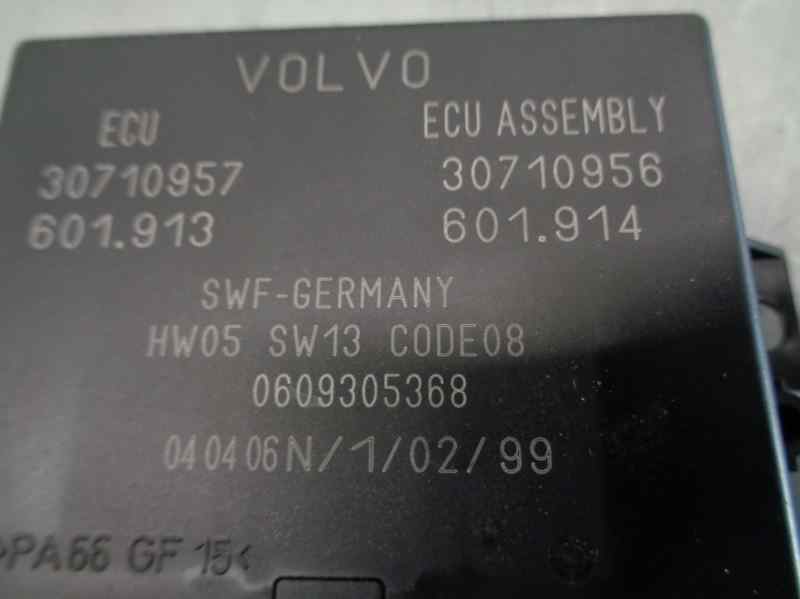 VOLVO
ECU ECU ASSEMBLY
30710957 30710956
601.913 601.914
SWF-GERMANY
HW05 SW13 CODE08
0609305368
040406N/1/02/99
>PA66 GF 15<